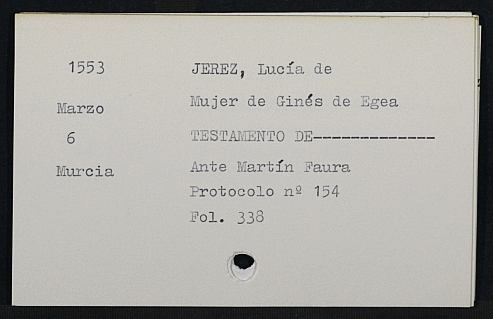 1553 JEREZ, Lucía de
Marzo Mujer de Ginés de Egea
6 TESTAMENTO DE-------------
Murcia Ante Martín Faura
Protocolo nº 154
Fol. 338